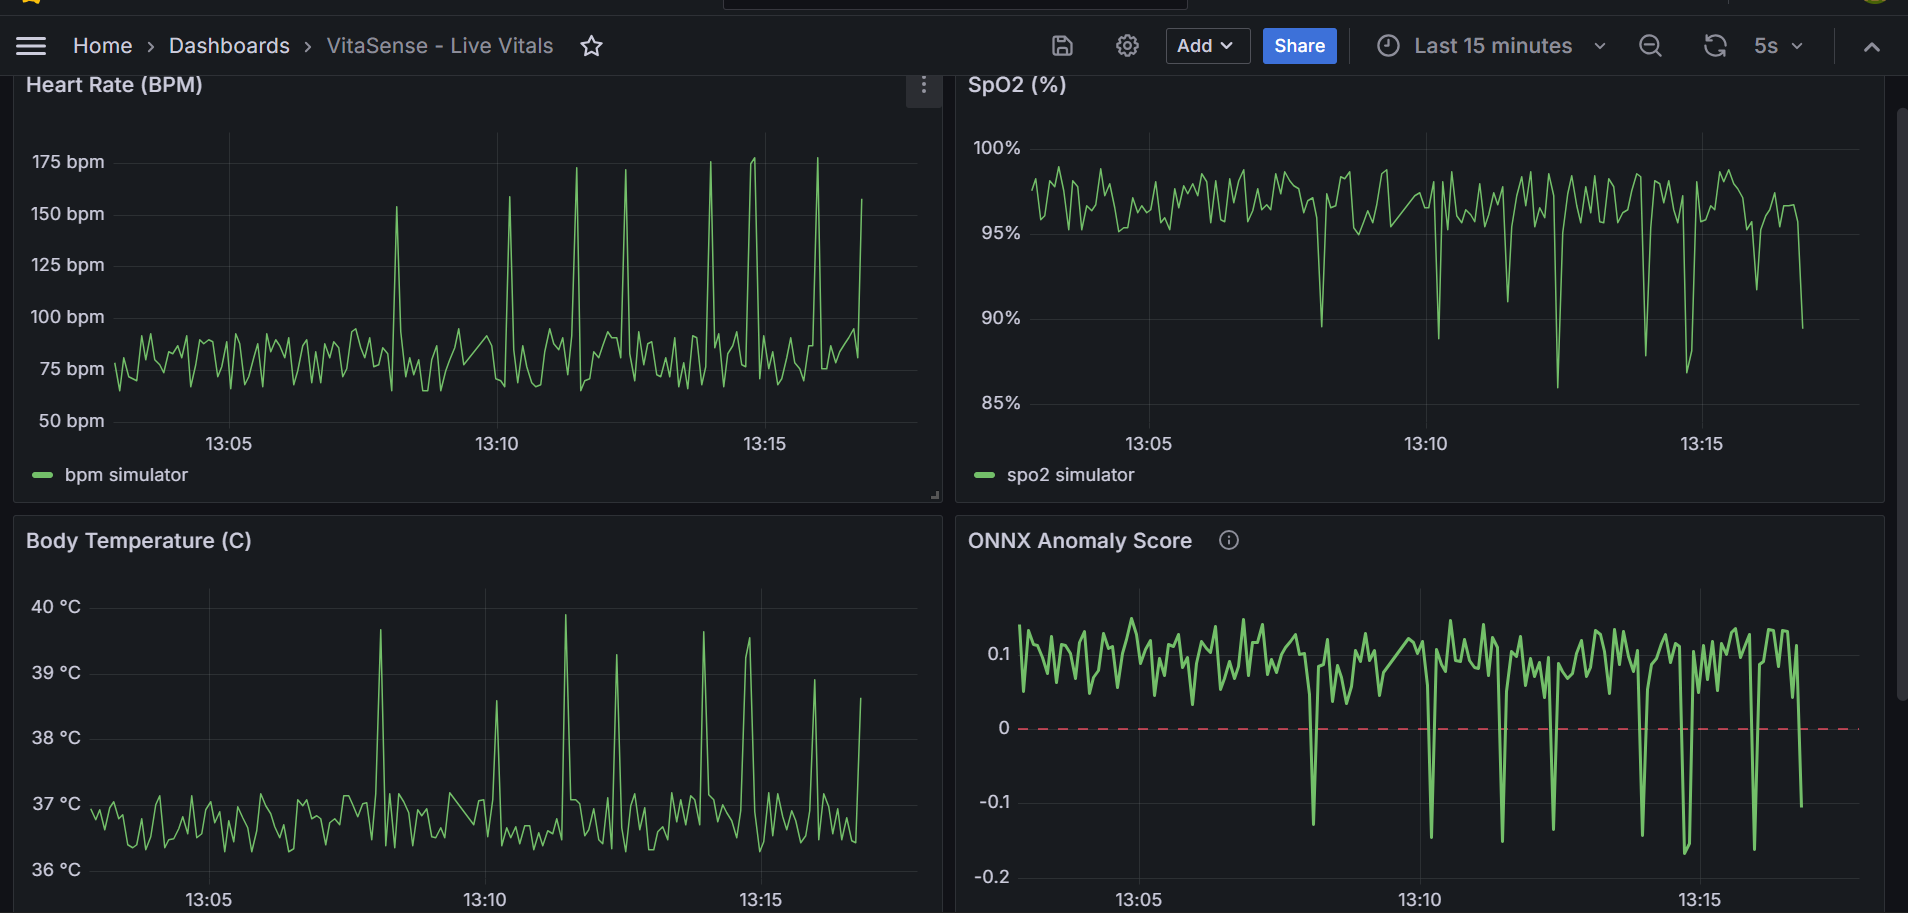 Home › Dashboards › VitaSense - Live Vitals
Add
Share
Last 15 minutes
5s
Heart Rate (BPM)
175 bpm
150 bpm
125 bpm
100 bpm
75 bpm
50 bpm
13:05 13:10 13:15
bpm simulator
SpO2 (%)
100%
95%
90%
85%
13:05 13:10 13:15
spo2 simulator
Body Temperature (C)
40 °C
39 °C
38 °C
37 °C
36 °C
13:05 13:10 13:15
ONNX Anomaly Score
0.1
0
-0.1
-0.2
13:05 13:10 13:15